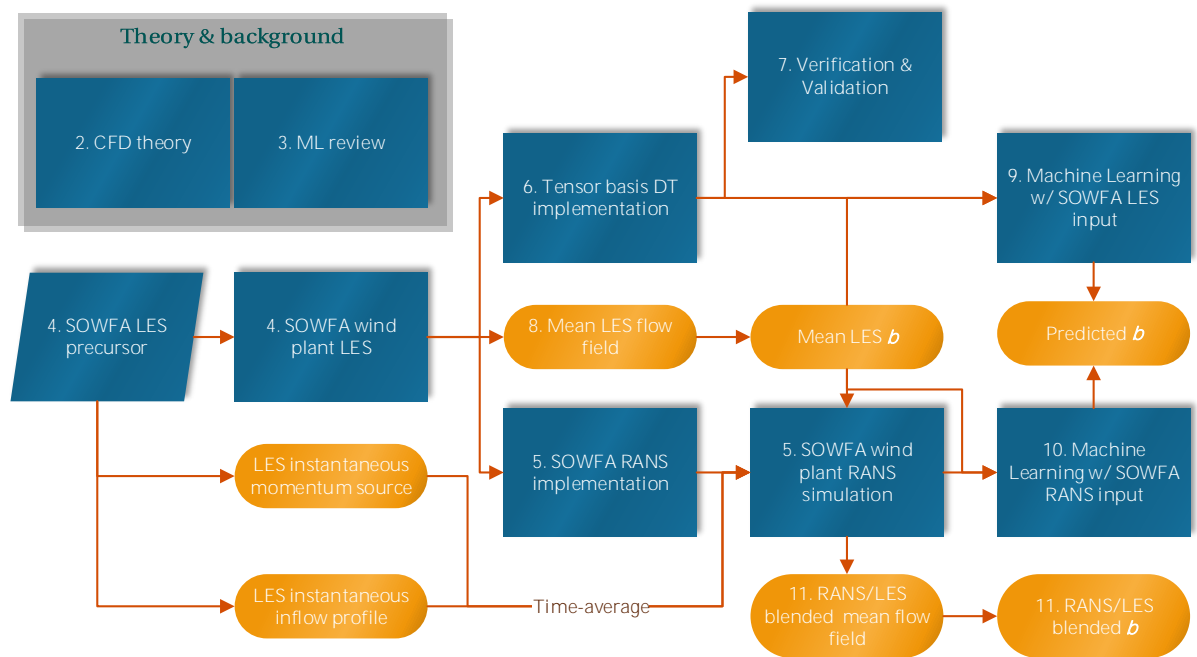 Theory & background
2. CFD theory
3. ML review
7. Verification &
Validation
6. Tensor basis DT
implementation
9. Machine Learning
w/ SOWFA LES
input
4. SOWFA LES
precursor
4. SOWFA wind
plant LES
8. Mean LES flow
field
Mean LES b
Predicted b
5. SOWFA RANS
implementation
5. SOWFA wind
plant RANS
simulation
10. Machine
Learning w/ SOWFA
RANS input
LES instantaneous
momentum source
LES instantaneous
inflow profile
Time-average
11. RANS/LES
blended mean flow
field
11. RANS/LES
blended b